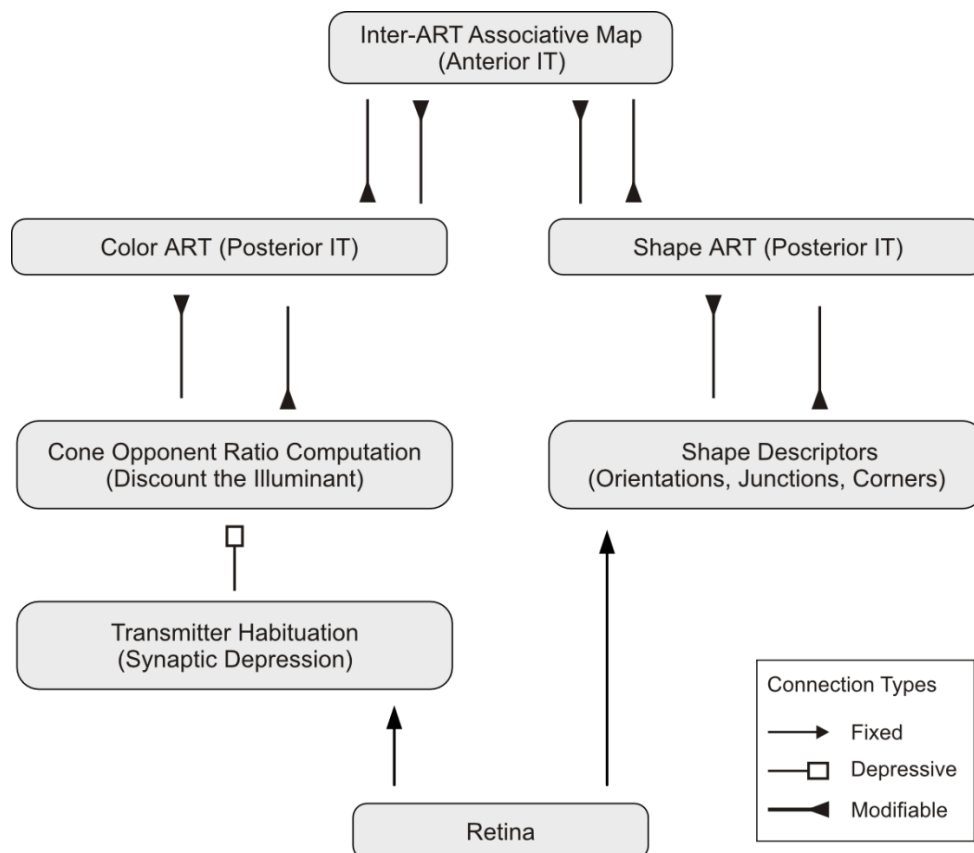 Inter-ART Associative Map
(Anterior IT)
Color ART (Posterior IT)
Shape ART (Posterior IT)
Cone Opponent Ratio Computation
(Discount the Illuminant)
Shape Descriptors
(Orientations, Junctions, Corners)
Transmitter Habituation
(Synaptic Depression)
Retina
Connection Types
Fixed
Depressive
Modifiable